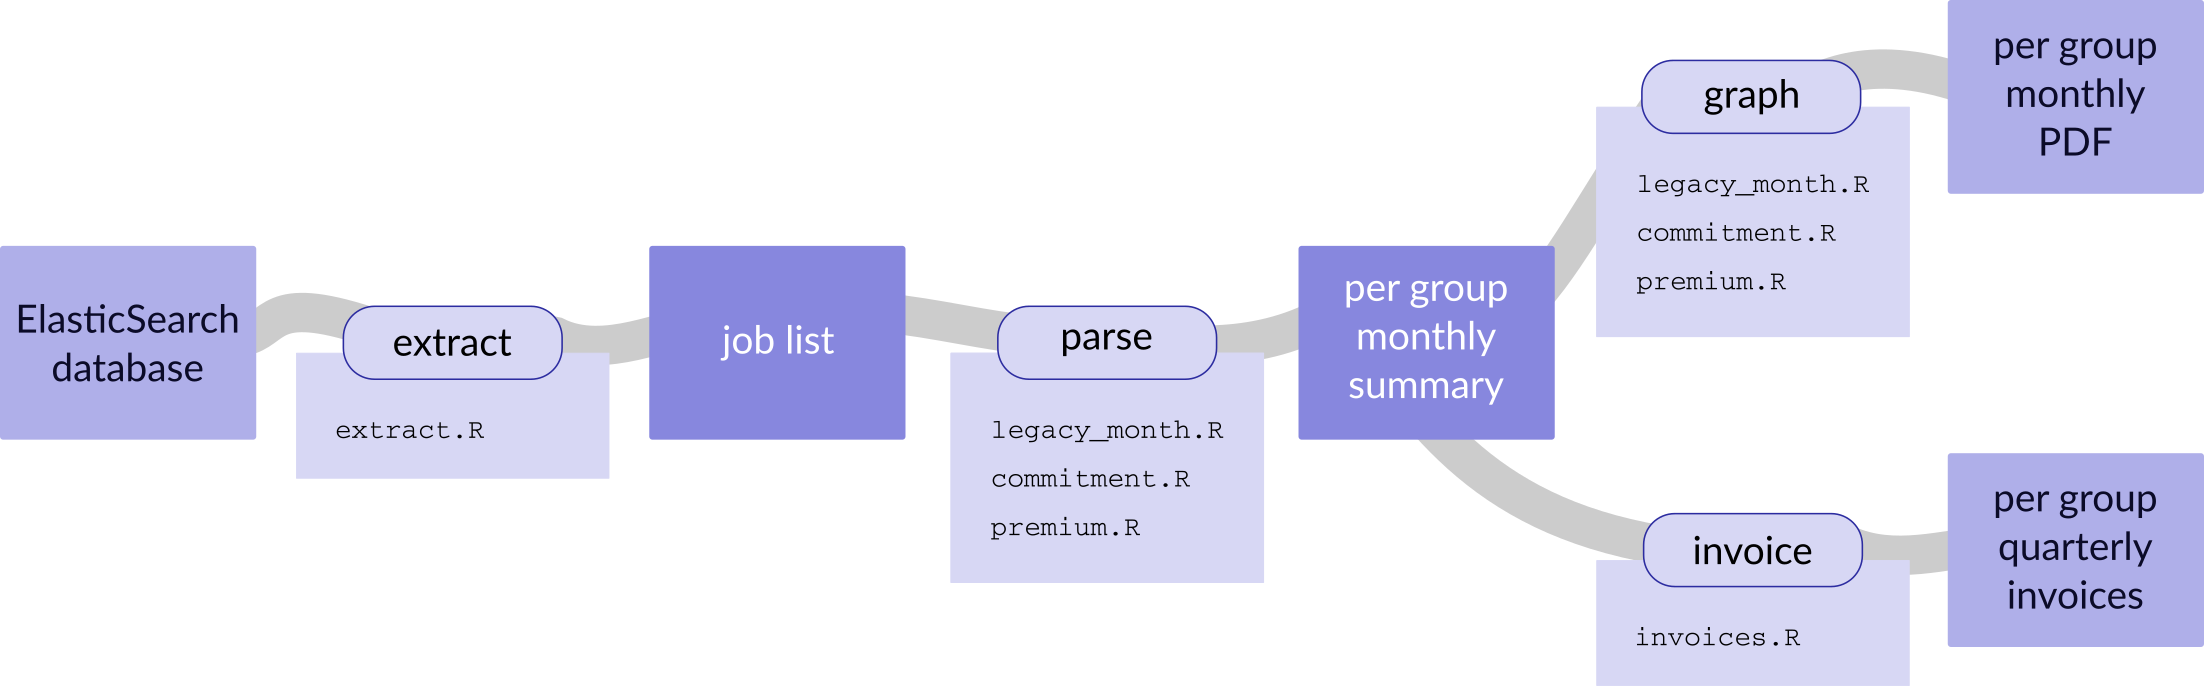 ElasticSearch
database
extract
extract.R
job list
parse
legacy_month.R
commitment.R
premium.R
per group
monthly
summary
graph
legacy_month.R
commitment.R
premium.R
per group
monthly
PDF
invoice
invoices.R
per group
quarterly
invoices